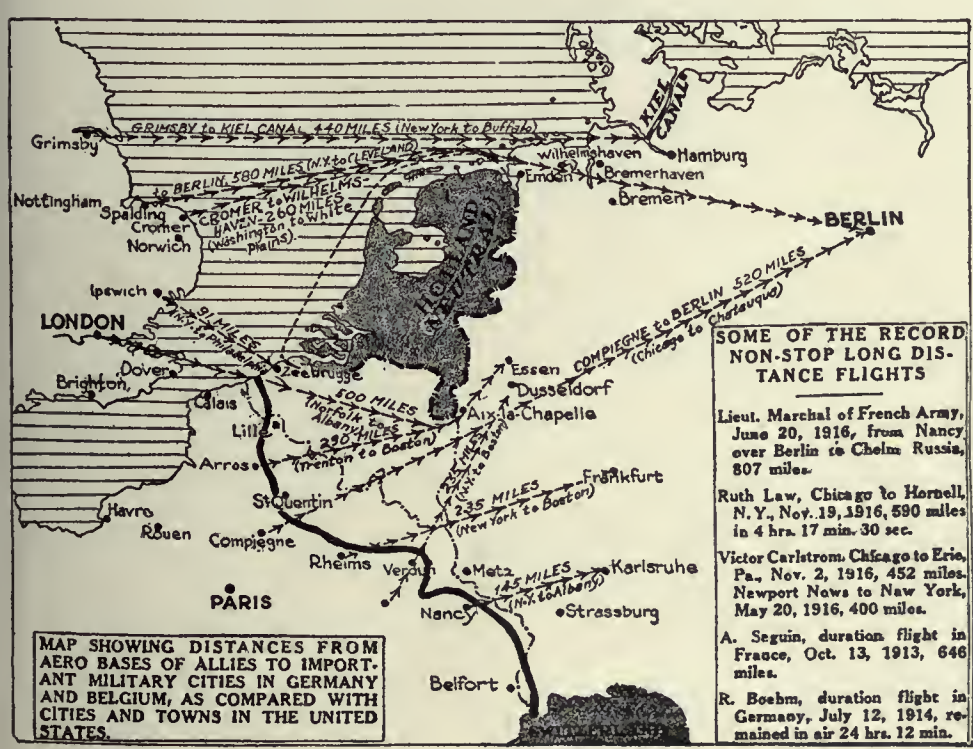 GRIMSBY to KIEL CANAL 440 MILES (New York to Buffalo)
KIEL
CANAL
Grimsby
Hamburg
Wilhelmshaven
Emden
Bremerhaven
Bremen
to BERLIN, 580 MILES (N.Y. to CLEVELAND)
Nottingham
Spalding
Cromer
Norwich
CROMER to WILHELMS-
HAVEN-260 MILES
(Washington to White
Plains)
BERLIN
HOLLAND
NEUTRAL
Ipswich
91 MILES
(N.Y. to Philadelphia)
LONDON
Dover
Brighton
Calais
Zeebrugge
Lille
Essen
Dusseldorf
Aix-la-Chapelle
COMPIEGNE to BERLIN 520 MILES
(Chicago to Chatauqua)
500 MILES
(Norfolk to
Albany)
290 MILES
(Trenton to Boston)
Arros
St Quentin
(N.Y. to Boston)
235 MILES
(New York to Boston)
Frankfurt
Havre
Rouen
Compiegne
Rheims
Verdun
Metz
145 MILES
(N.Y. to Albany)
Karlsruhe
Nancy
Strassburg
PARIS
Belfort
SWITZERLAND
MAP SHOWING DISTANCES FROM
AERO BASES OF ALLIES TO IMPORT-
ANT MILITARY CITIES IN GERMANY
AND BELGIUM, AS COMPARED WITH
CITIES AND TOWNS IN THE UNITED
STATES.
SOME OF THE RECORD
NON-STOP LONG DIS-
TANCE FLIGHTS
Lieut. Marchal of French Army,
June 20, 1916, from Nancy
over Berlin to Chelm Russia,
807 miles.
Ruth Law, Chicago to Hornell,
N. Y., Nov. 19, 1916, 590 miles
in 4 hrs. 17 min. 30 sec.
Victor Carlstrom, Chicago to Erie,
Pa., Nov. 2, 1916, 452 miles.
Newport News to New York,
May 20, 1916, 400 miles.
A. Seguin, duration flight in
France, Oct. 13, 1913, 646
miles.
R. Boehm, duration flight in
Germany, July 12, 1914, re-
mained in air 24 hrs. 12 min.